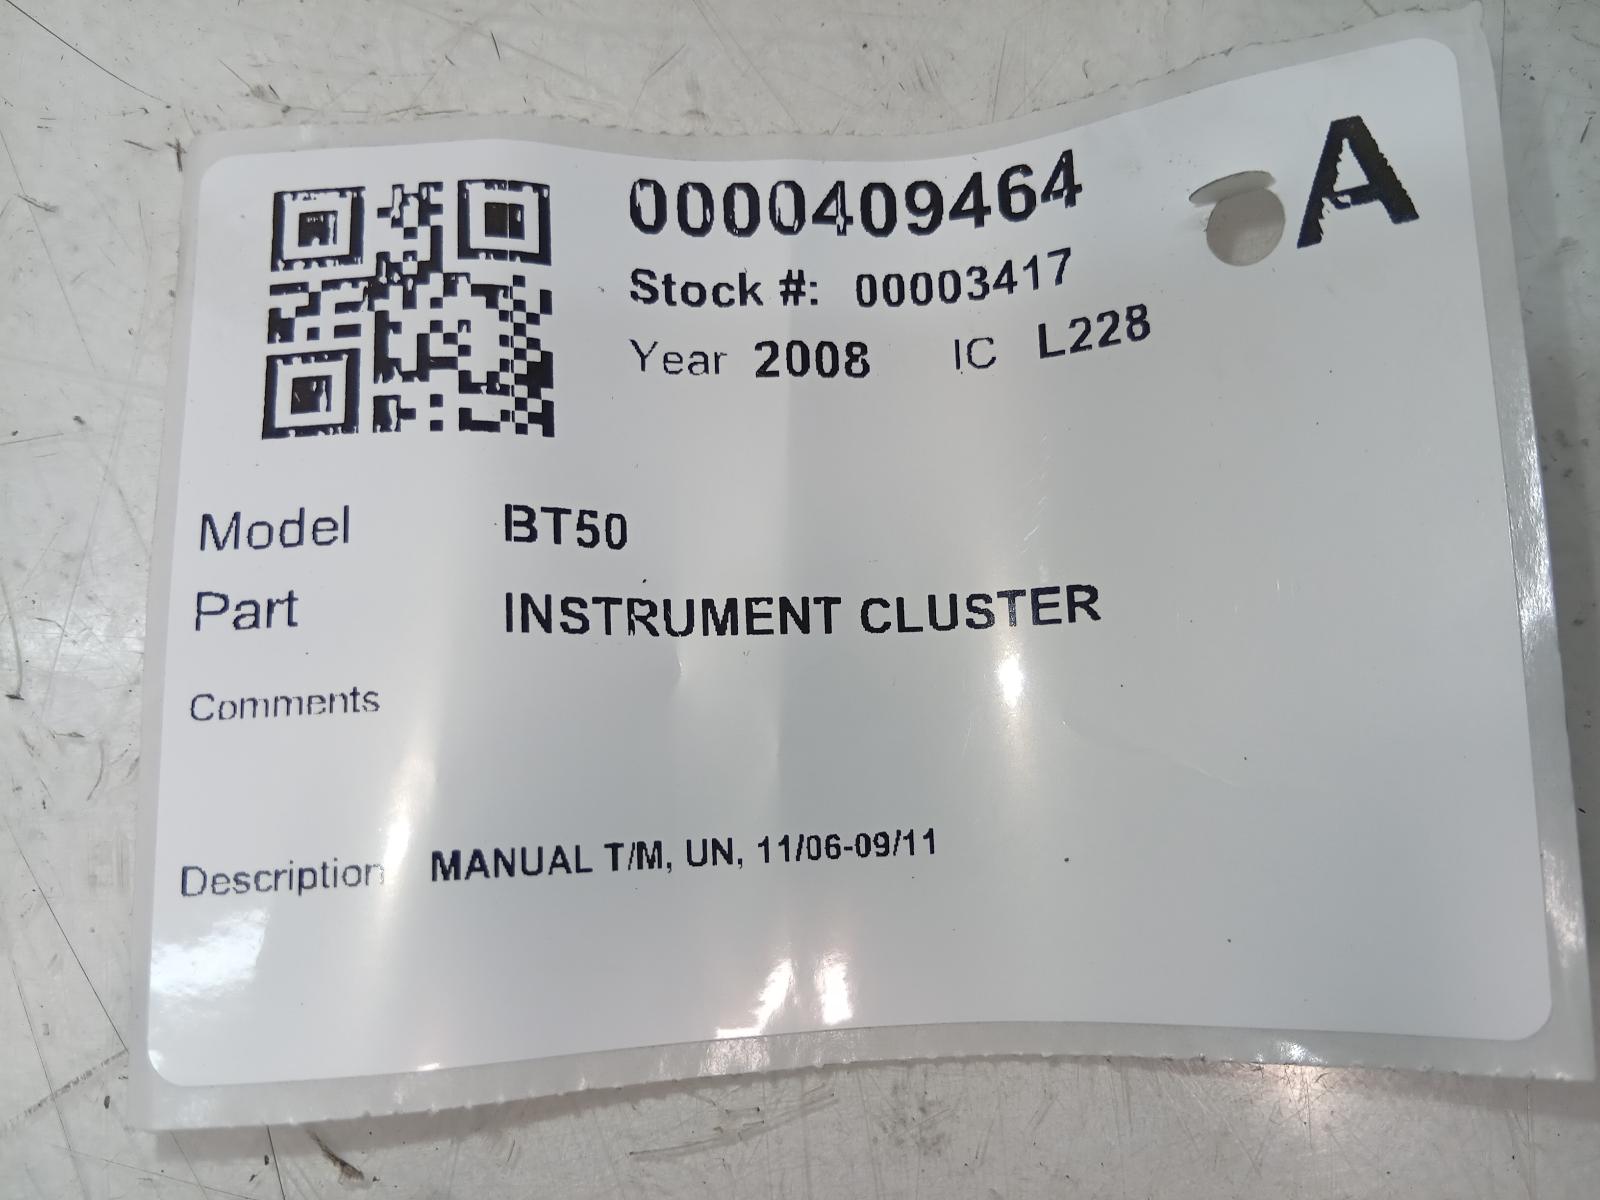 0000409464
A
Stock #: 00003417
Year 2008 IC L228
Model BT50
Part INSTRUMENT CLUSTER
Comments
Description MANUAL T/M, UN, 11/06-09/11